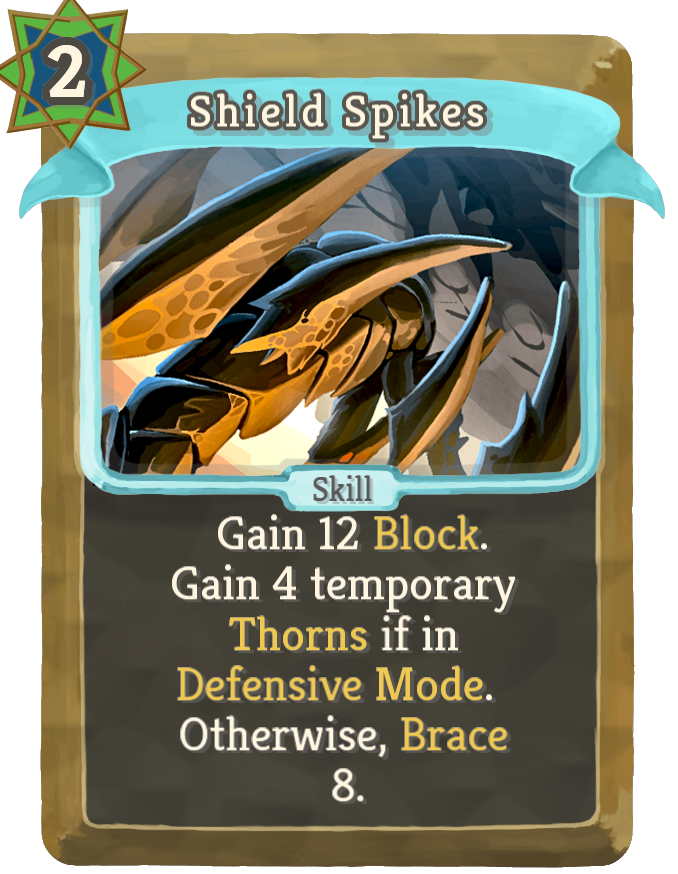 2
Shield Spikes
Skill
Gain 12 Block.
Gain 4 temporary
Thorns if in
Defensive Mode.
Otherwise, Brace
8.